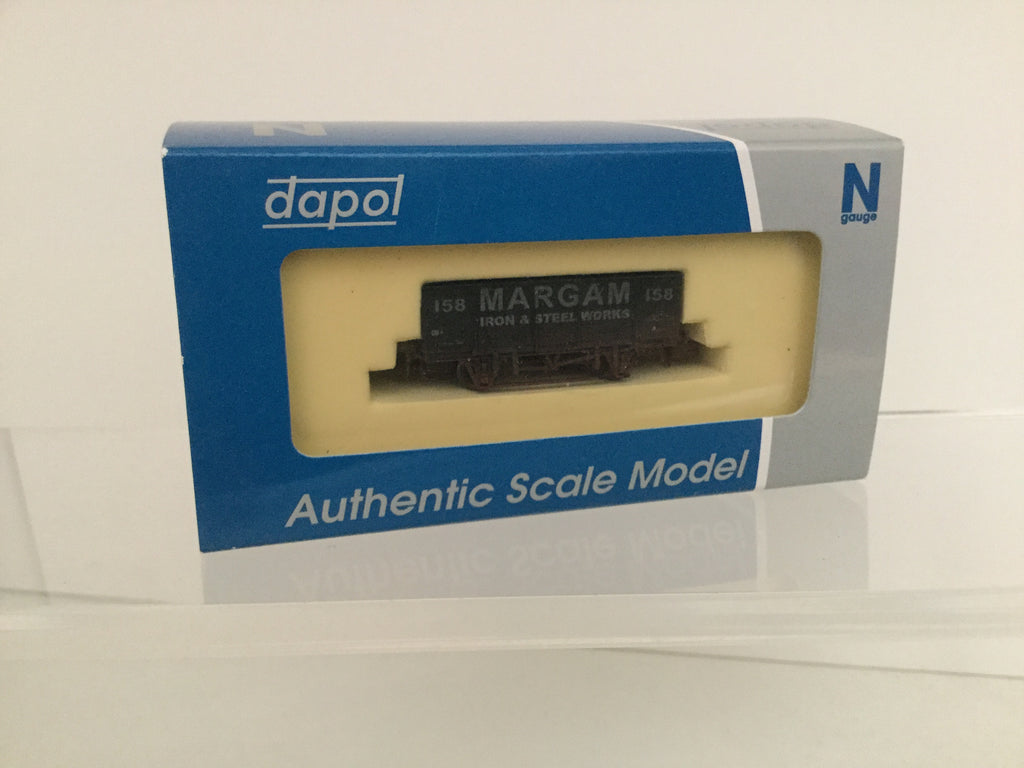 N
dapol
N
gauge
158 MARGAM 158
IRON & STEEL WORKS
Authentic Scale Model